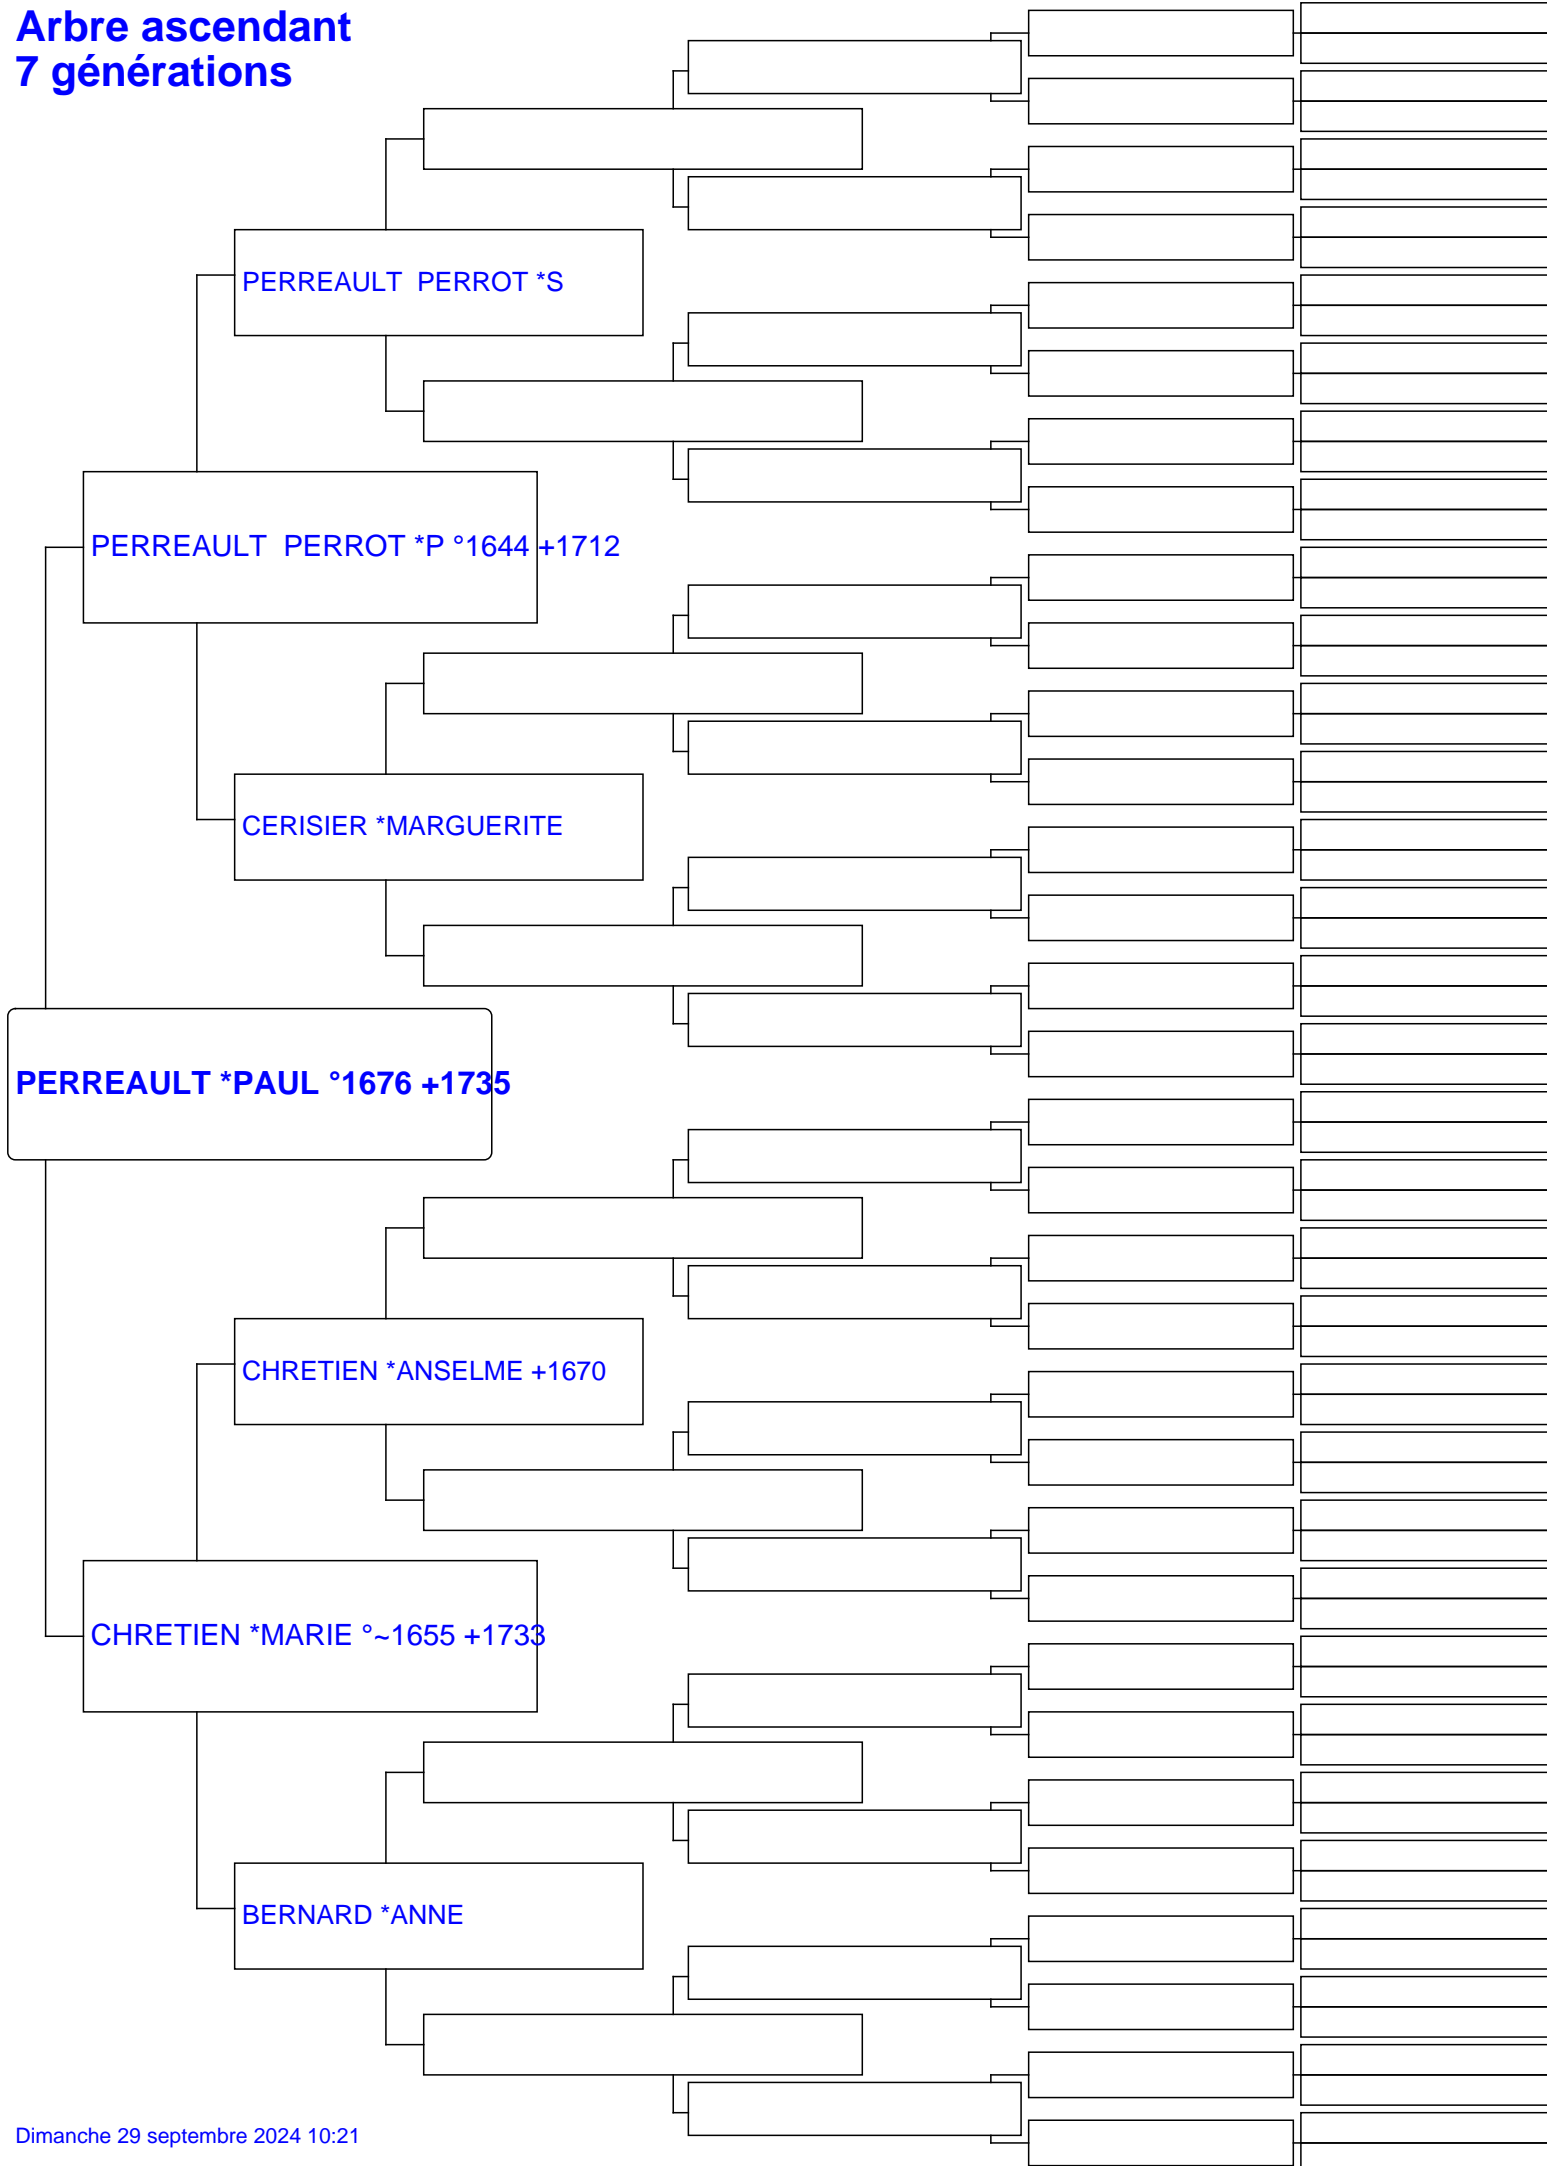 Arbre ascendant
7 générations
PERREAULT  PERROT *S
PERREAULT  PERROT *P °1644 +1712
CERISIER *MARGUERITE
PERREAULT *PAUL °1676 +1735
CHRETIEN *ANSELME +1670
CHRETIEN *MARIE °~1655 +1733
BERNARD *ANNE
Dimanche 29 septembre 2024 10:21